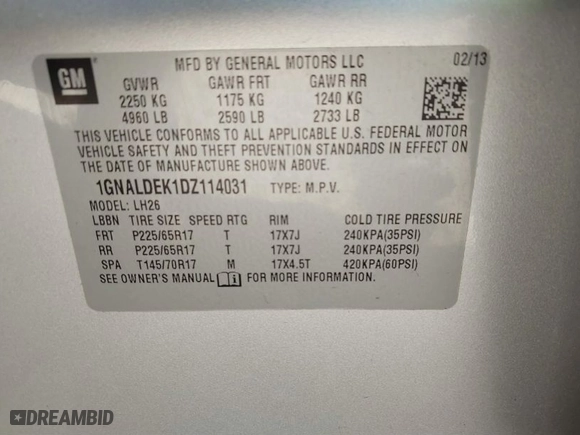 GM
MFD BY GENERAL MOTORS LLC
02/13
GVWR GAWR FRT GAWR RR
2250 KG 1175 KG 1240 KG
4960 LB 2590 LB 2733 LB
THIS VEHICLE CONFORMS TO ALL APPLICABLE U.S. FEDERAL MOTOR
VEHICLE SAFETY AND THEFT PREVENTION STANDARDS IN EFFECT ON
THE DATE OF MANUFACTURE SHOWN ABOVE.
1GNALDEK1DZ114031 TYPE: M.P.V.
MODEL: LH26
LBBN TIRE SIZE SPEED RTG RIM COLD TIRE PRESSURE
FRT P225/65R17 T 17X7J 240KPA(35PSI)
RR P225/65R17 T 17X7J 240KPA(35PSI)
SPA T145/70R17 M 17X4.5T 420KPA(60PSI)
SEE OWNER'S MANUAL FOR MORE INFORMATION.
DREAMBID